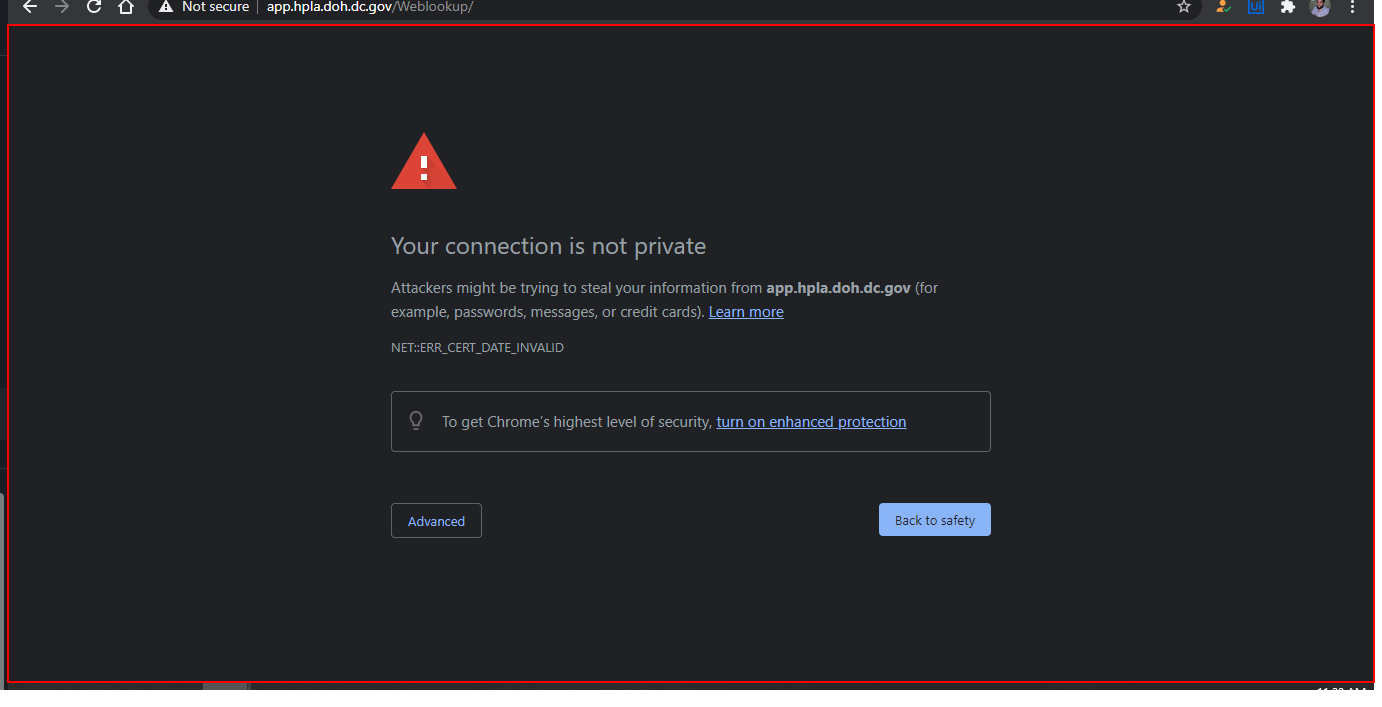 Not secure | app.hpla.doh.dc.gov/Weblookup/
Your connection is not private
Attackers might be trying to steal your information from app.hpla.doh.dc.gov (for
example, passwords, messages, or credit cards). Learn more
NET::ERR_CERT_DATE_INVALID
To get Chrome's highest level of security, turn on enhanced protection
Advanced
Back to safety